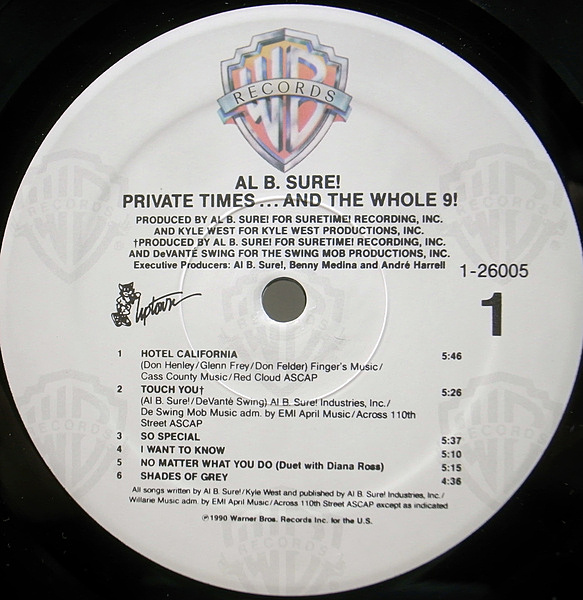 WB
RECORDS
AL B. SURE!
PRIVATE TIMES...AND THE WHOLE 9!
PRODUCED BY AL B. SURE! FOR SURETIME! RECORDING, INC.
AND KYLE WEST FOR KYLE WEST PRODUCTIONS, INC.
†PRODUCED BY AL B. SURE! FOR SURETIME! RECORDING, INC.
AND DeVANTÉ SWING FOR THE SWING MOB PRODUCTIONS, INC.
Executive Producers: Al B. Sure!, Benny Medina and André Harrell
1-26005
Uptown
1
1 HOTEL CALIFORNIA 5:46
(Don Henley/Glenn Frey/Don Felder) Finger's Music/
Cass County Music/Red Cloud ASCAP
2 TOUCH YOU† 5:26
(Al B. Sure!/DeVanté Swing) Al B. Sure! Industries, Inc./
De Swing Mob Music adm. by EMI April Music/Across 110th
Street ASCAP
3 SO SPECIAL 5:37
4 I WANT TO KNOW 5:10
5 NO MATTER WHAT YOU DO (Duet with Diana Ross) 5:15
6 SHADES OF GREY 4:36
All songs written by Al B. Sure!/Kyle West and published by Al B. Sure! Industries, Inc./
Willarie Music adm. by EMI April Music/Across 110th Street ASCAP except as indicated
℗1990 Warner Bros. Records Inc. for the U.S.